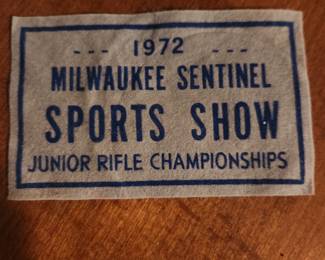 --- 1972 ---
MILWAUKEE SENTINEL
SPORTS SHOW
JUNIOR RIFLE CHAMPIONSHIPS